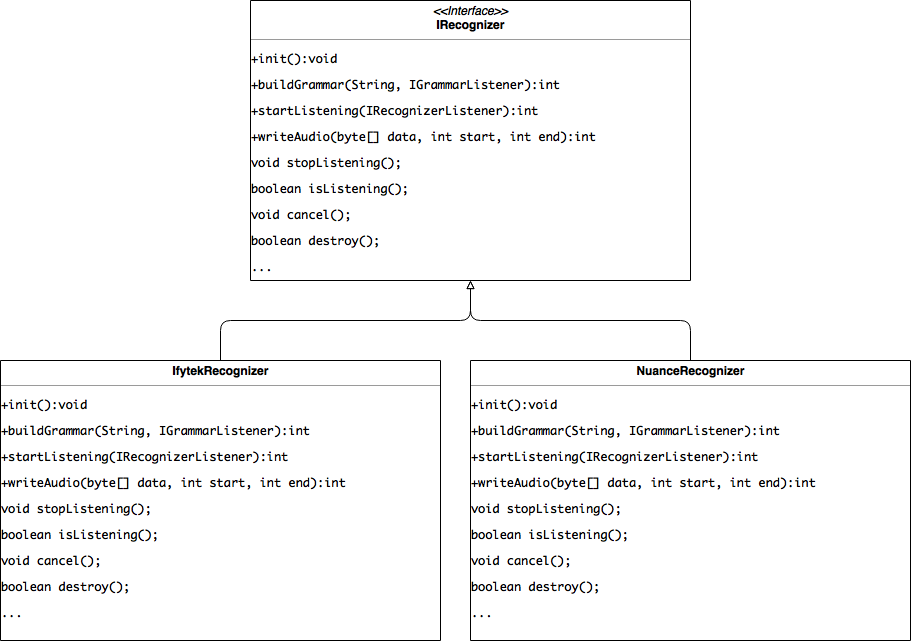 <<Interface>>
IRecognizer
+init():void
+buildGrammar(String, IGrammarListener):int
+startListening(IRecognizerListener):int
+writeAudio(byte[] data, int start, int end):int
void stopListening();
boolean isListening();
void cancel();
boolean destroy();
...
IfytekRecognizer
+init():void
+buildGrammar(String, IGrammarListener):int
+startListening(IRecognizerListener):int
+writeAudio(byte[] data, int start, int end):int
void stopListening();
boolean isListening();
void cancel();
boolean destroy();
...
NuanceRecognizer
+init():void
+buildGrammar(String, IGrammarListener):int
+startListening(IRecognizerListener):int
+writeAudio(byte[] data, int start, int end):int
void stopListening();
boolean isListening();
void cancel();
boolean destroy();
...